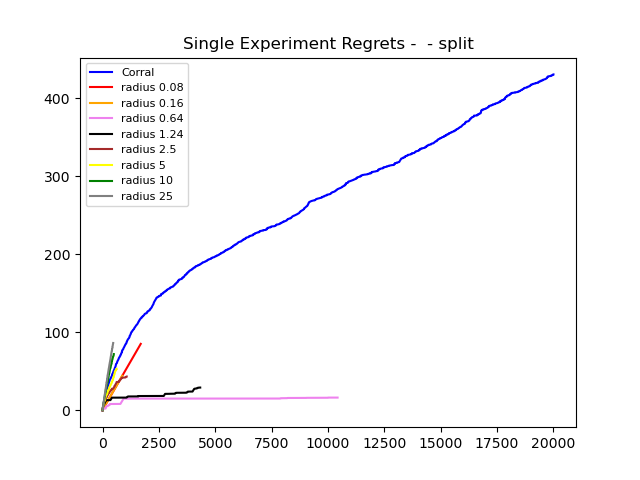 Single Experiment Regrets -  - split
Corral
radius 0.08
radius 0.16
radius 0.64
radius 1.24
radius 2.5
radius 5
radius 10
radius 25
400
300
200
100
0
0 2500 5000 7500 10000 12500 15000 17500 20000